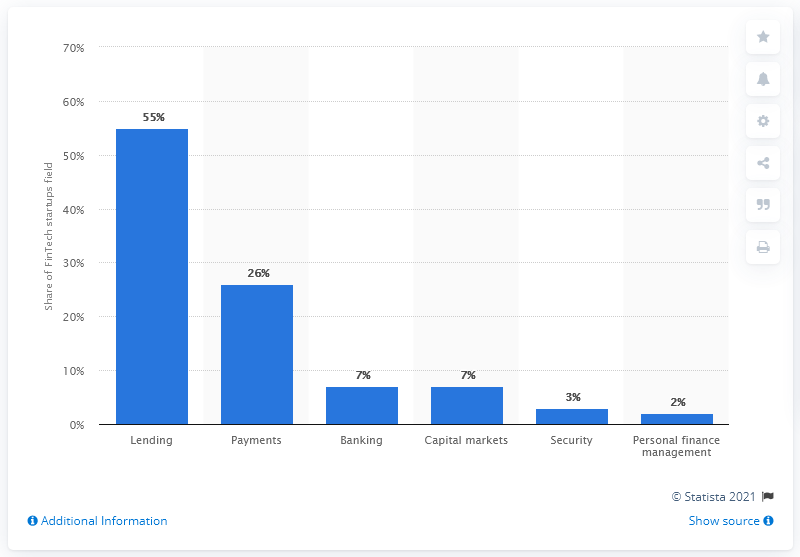 70%
60%
50%
40%
30%
20%
10%
0%
Share of FinTech startups field
55%
26%
7%
7%
3%
2%
Lending
Payments
Banking
Capital markets
Security
Personal finance
management
© Statista 2021
Additional Information
Show source